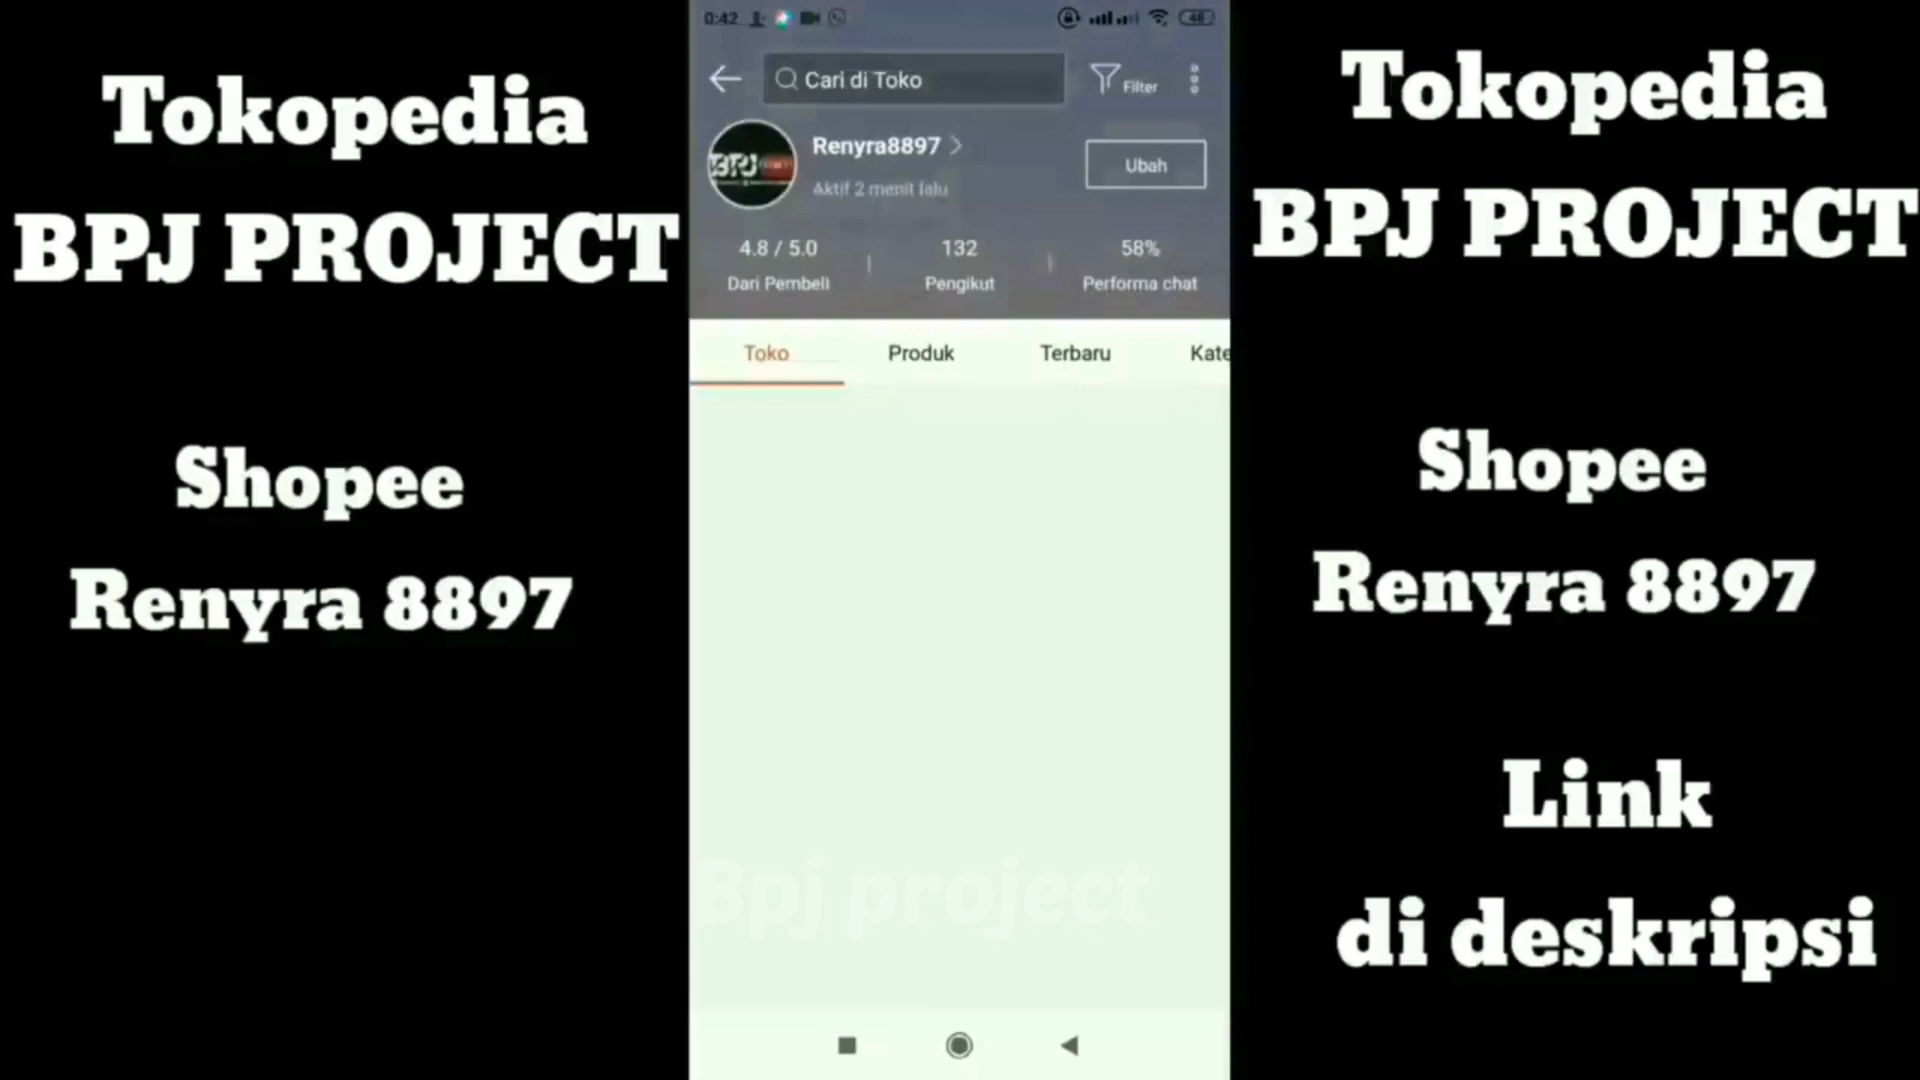 Tokopedia
BPJ PROJECT
Shopee
Renyra 8897
0:42
48
Cari di Toko
Filter
BPJ
Renyra8897
Aktif 2 menit lalu
Ubah
4.8 / 5.0
132
58%
Dari Pembeli
Pengikut
Performa chat
Toko
Produk
Terbaru
Kate
Bpj project
Tokopedia
BPJ PROJECT
Shopee
Renyra 8897
Link
di deskripsi